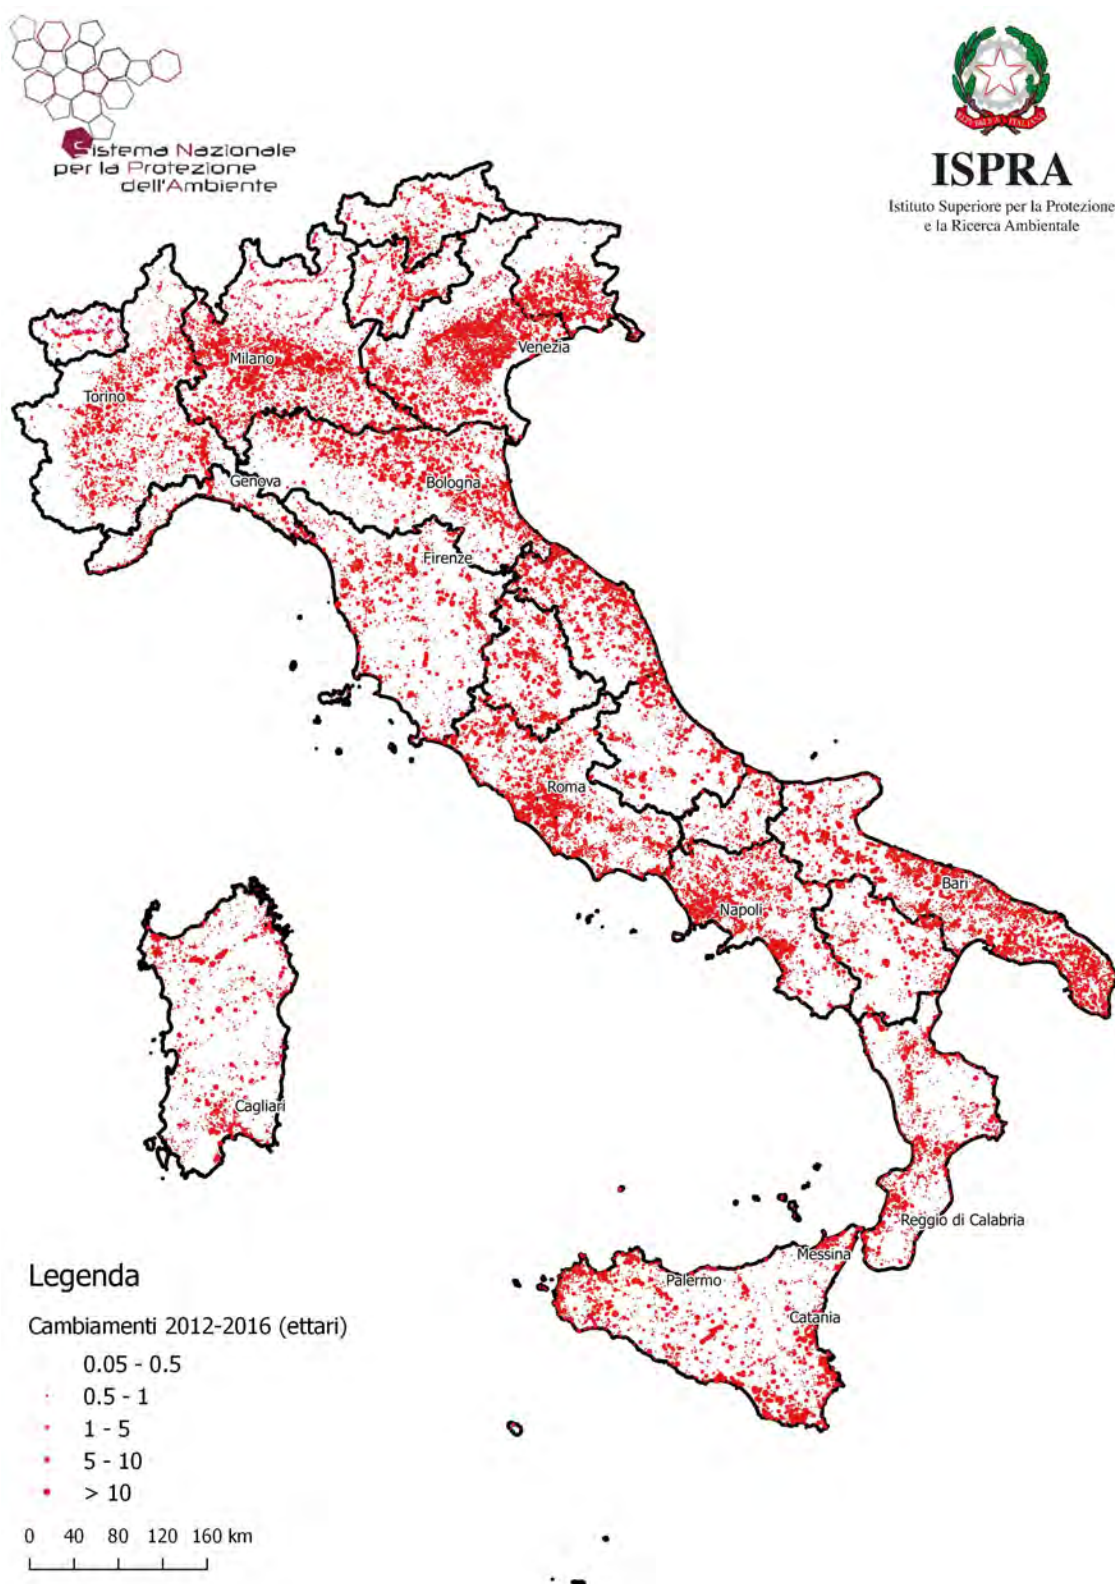 Sistema Nazionale
per la Protezione
dell'Ambiente
ISPRA
Istituto Superiore per la Protezione
e la Ricerca Ambientale
Milano
Venezia
Torino
Genova
Bologna
Firenze
Roma
Bari
Napoli
Cagliari
Reggio di Calabria
Messina
Palermo
Catania
Legenda
Cambiamenti 2012-2016 (ettari)
0.05 - 0.5
0.5 - 1
1 - 5
5 - 10
> 10
0 40 80 120 160 km